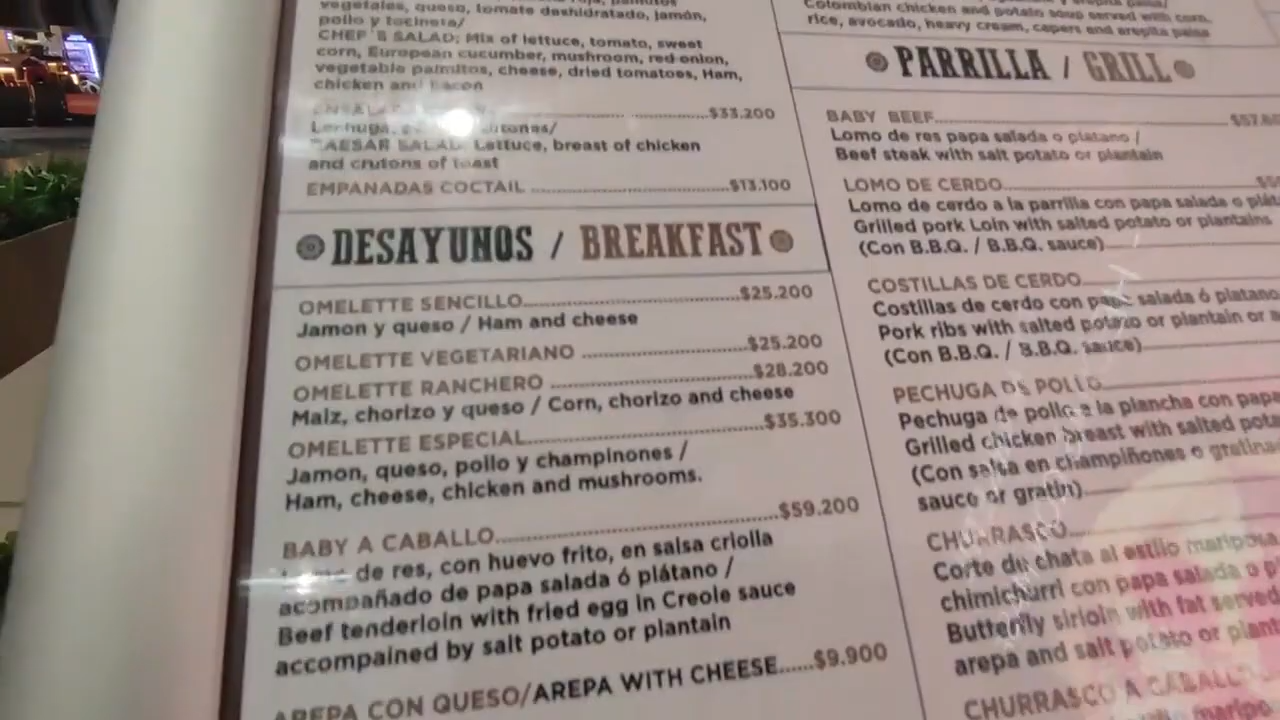 vegetales, queso, tomate deshidratado, jamón,
pollo y tocineta/
CHEF'S SALAD; Mix of lettuce, tomato, sweet
corn, European cucumber, mushroom, red onion,
vegetable palmitos, cheese, dried tomatoes, Ham,
chicken and bacon
$33.200
Lechuga,
CAESAR SALAD; Lettuce, breast of chicken
and crutons of toast
EMPANADAS COCTAIL ........ $13.100
DESAYUNOS / BREAKFAST
OMELETTE SENCILLO........ $25.200
Jamon y queso / Ham and cheese
OMELETTE VEGETARIANO ........ $25.200
OMELETTE RANCHERO ........ $28.200
Maiz, chorizo y queso / Corn, chorizo and cheese
OMELETTE ESPECIAL........ $35.300
Jamon, queso, pollo y champinones /
Ham, cheese, chicken and mushrooms.
BABY A CABALLO........ $59.200
de res, con huevo frito, en salsa criolla
acompañado de papa salada ó plátano /
Beef tenderloin with fried egg in Creole sauce
accompained by salt potato or plantain
AREPA CON QUESO/AREPA WITH CHEESE......$9.900
Colombian chicken and potato soup served with corn,
rice, avocado, heavy cream, capers and arepita paisa
PARRILLA / GRILL
BABY BEEF........
Lomo de res papa salada o platano /
Beef steak with salt potato or plantain
LOMO DE CERDO........
Lomo de cerdo a la parrilla con papa salada o
Grilled pork Loin with salted potato or plantains
(Con B.B.Q. / B.B.Q. sauce)
COSTILLAS DE CERDO........
Costillas de cerdo con papa salada ó platano
Pork ribs with salted potato or plantain or
(Con B.B.Q. / B.B.Q. sauce)
PECHUGA DE POLLO........
Pechuga de pollo a la plancha con papa
Grilled chicken breast with salted
(Con salsa en champiñones o
sauce or gratin)
CHURRASCO........
Corte de chata al estilo mariposa
chimichurri con papa salada o
Butterfly sirloin with fat served
arepa and salt potato or
CHURRASCO A CABALLO